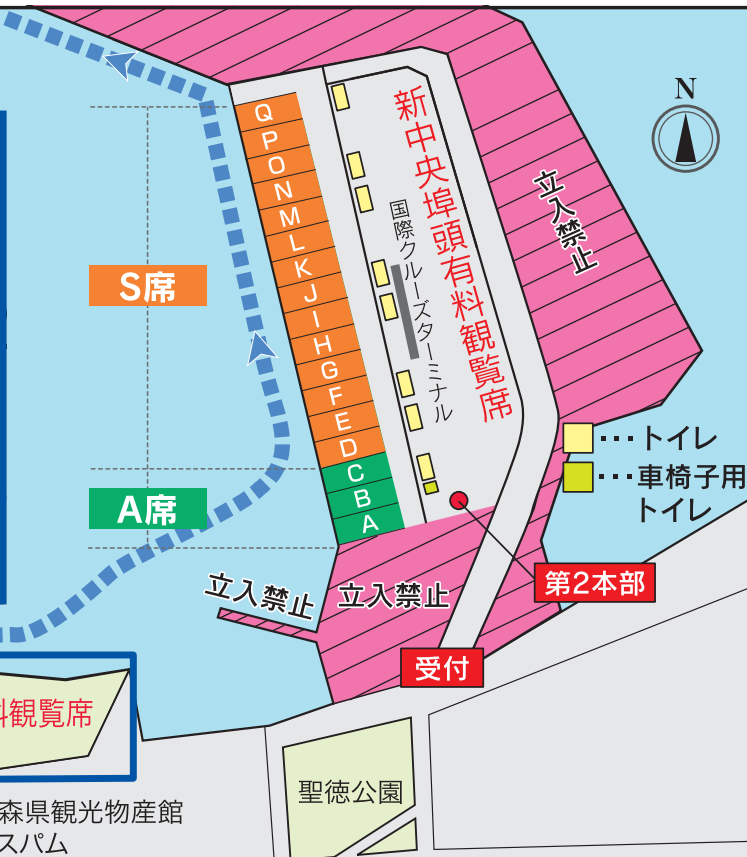 N
Q
P
O
N
M
L
K
J
I
H
G
F
E
D
C
B
A
新中央埠頭有料観覧席
国際クルーズターミナル
立入禁止
S席
A席
･･･トイレ
･･･車椅子用
トイレ
立入禁止
立入禁止
第2本部
受付
観覧席
聖徳公園
森県観光物産館
スパム